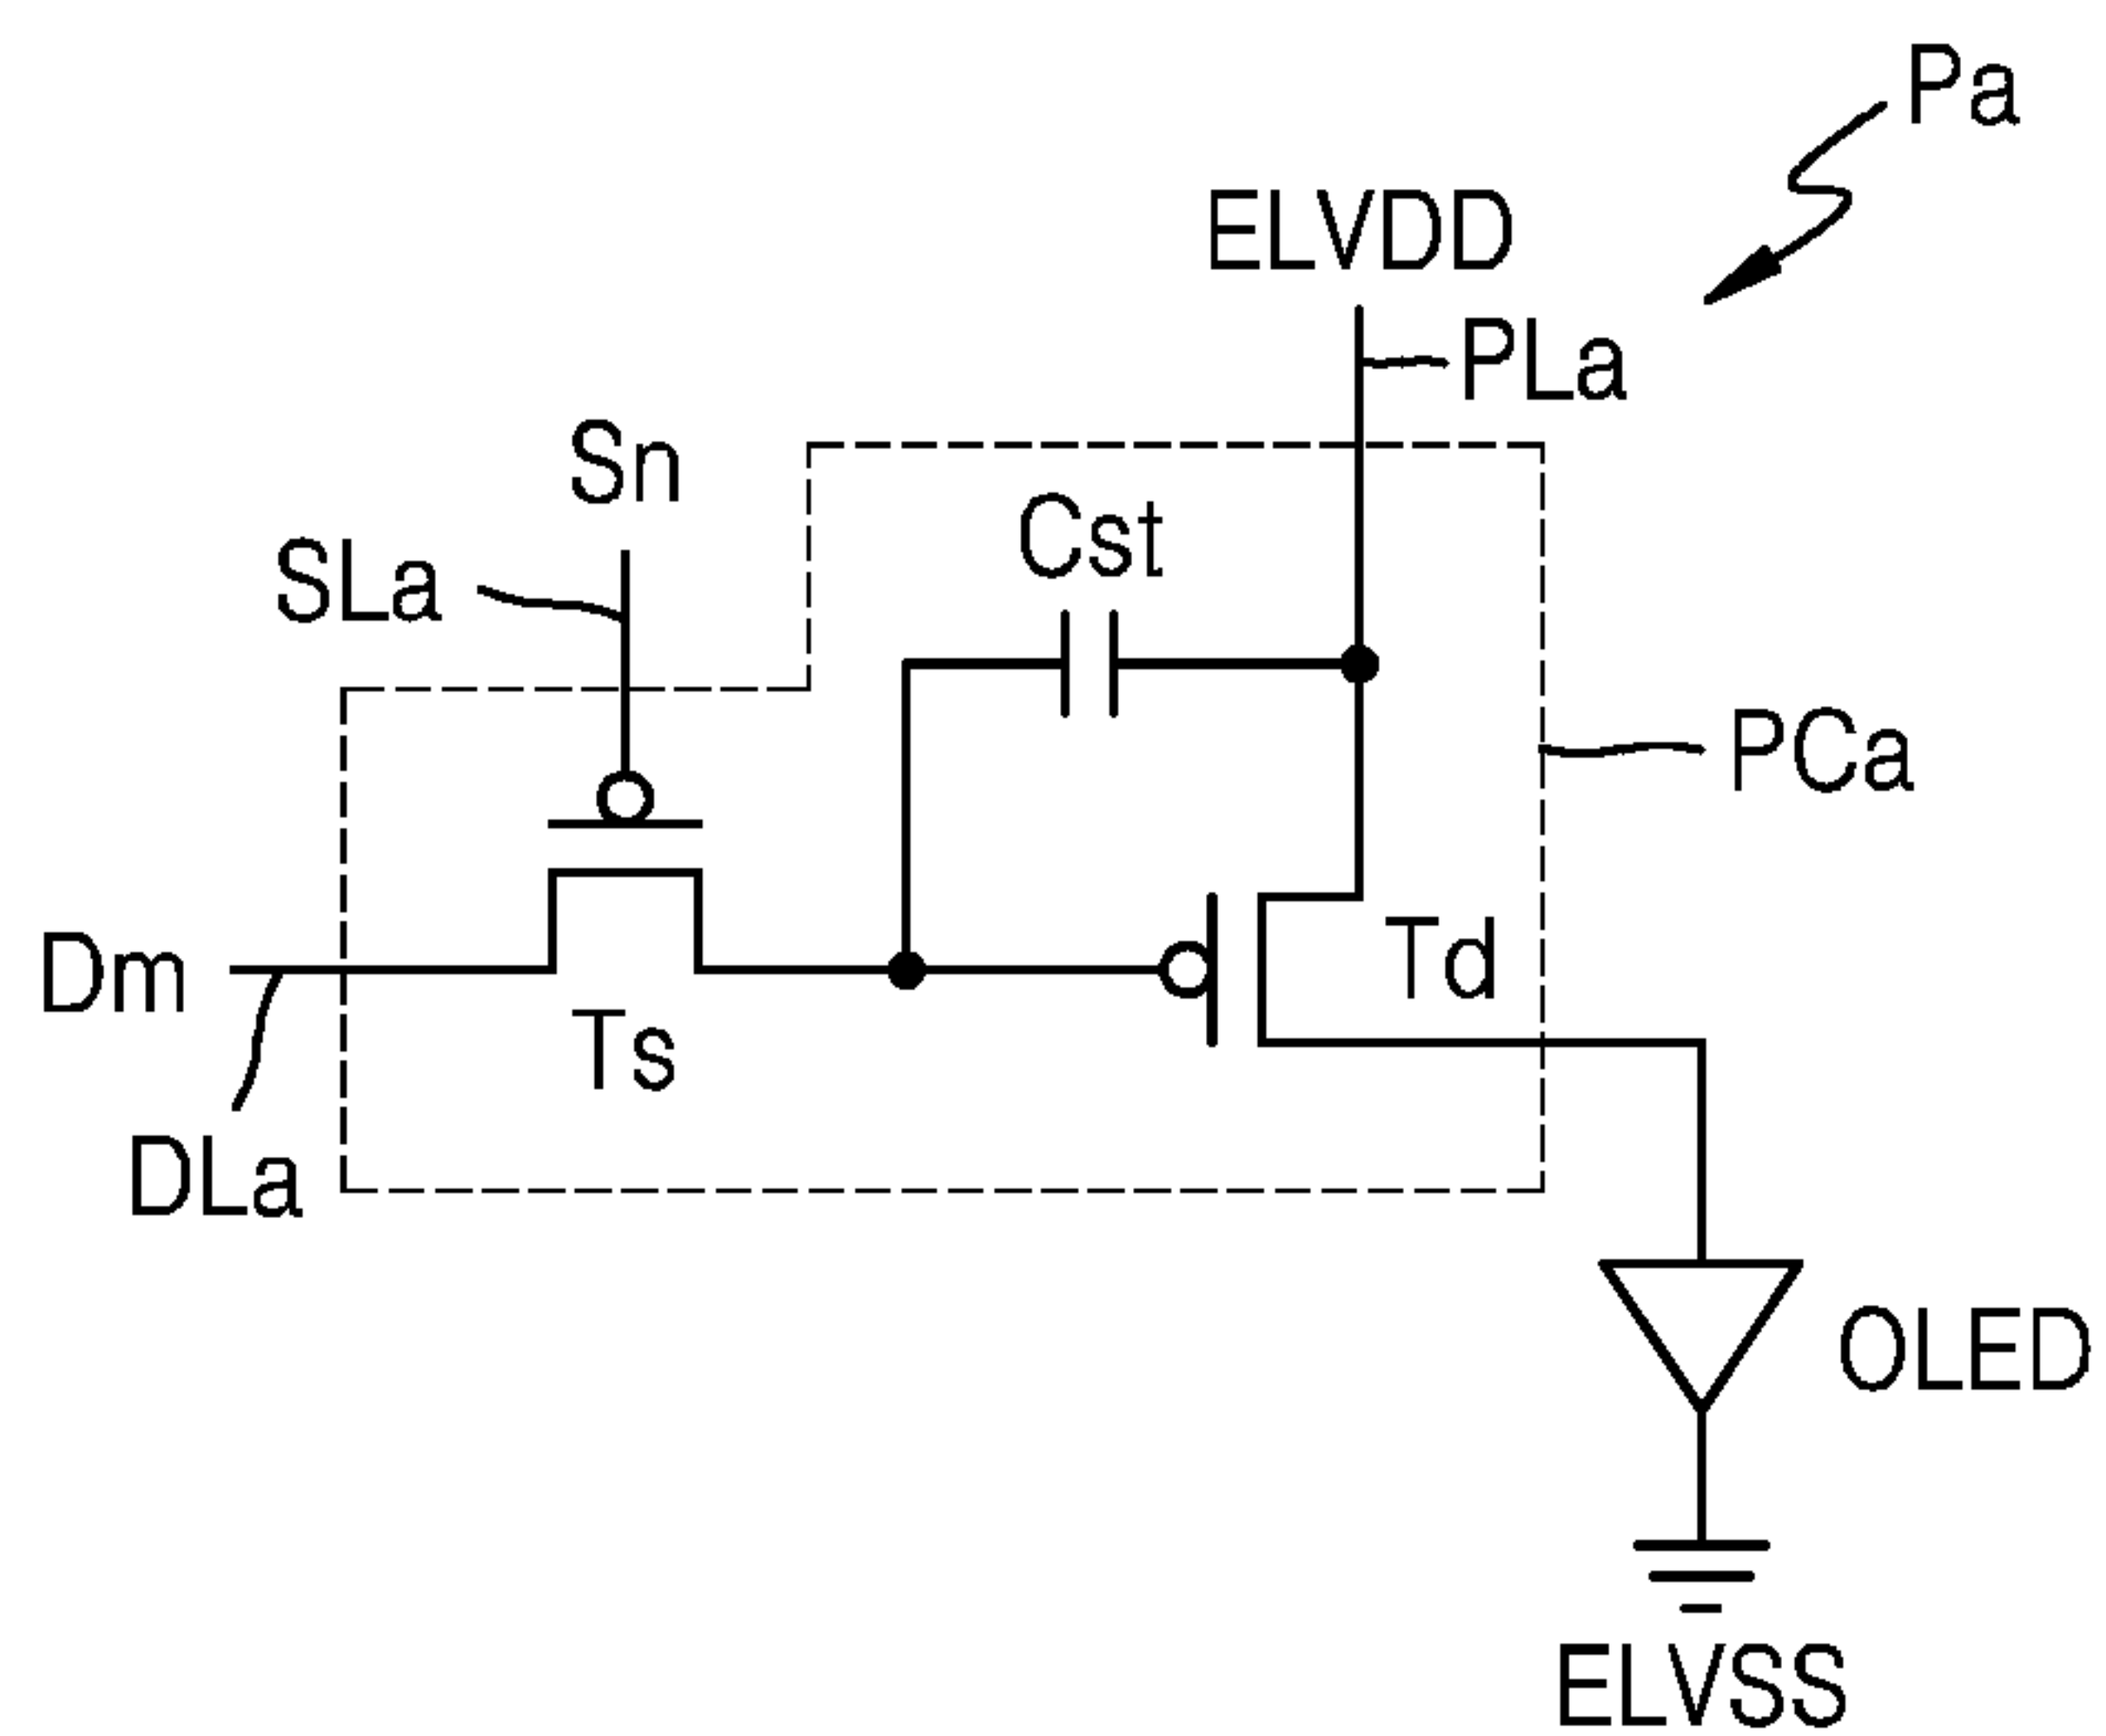 Pa
ELVDD
PLa
Sn
Cst
SLa
PCa
Dm
Td
Ts
DLa
OLED
ELVSS